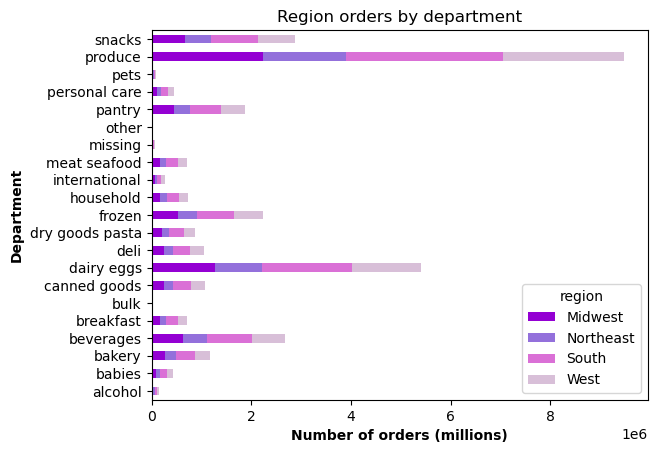 Region orders by department
Department
snacks
produce
pets
personal care
pantry
other
missing
meat seafood
international
household
frozen
dry goods pasta
deli
dairy eggs
canned goods
bulk
breakfast
beverages
bakery
babies
alcohol
region
Midwest
Northeast
South
West
0 2 4 6 8
1e6
Number of orders (millions)